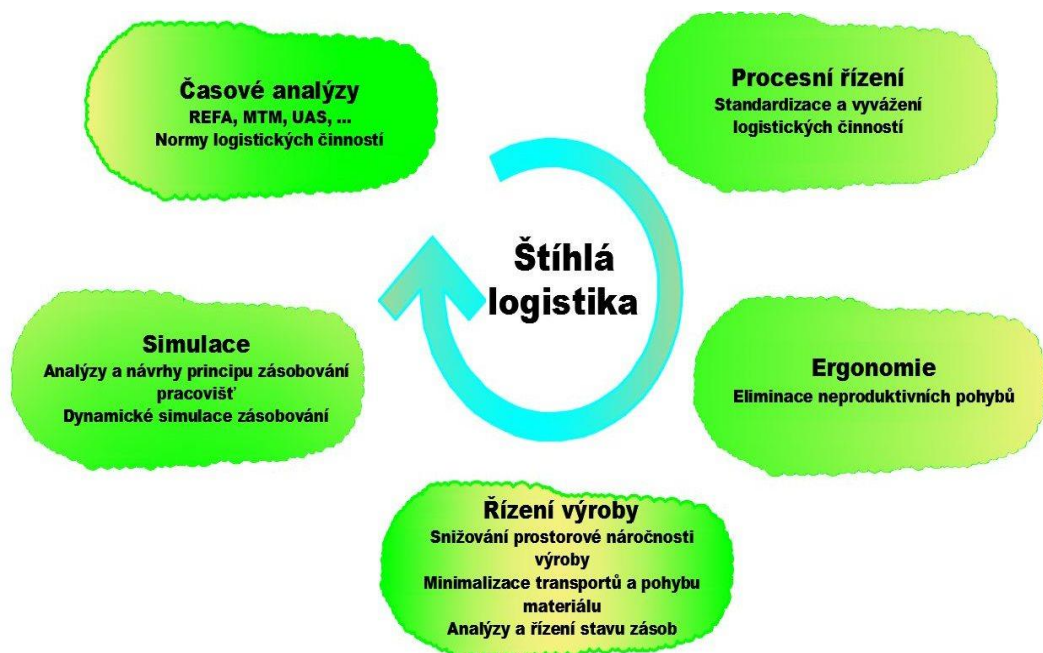 Časové analýzy
REFA, MTM, UAS, ...
Normy logistických činností
Procesní řízení
Standardizace a vyvážení
logistických činností
Štíhlá
logistika
Simulace
Analýzy a návrhy principu zásobování
pracovišť
Dynamické simulace zásobování
Ergonomie
Eliminace neproduktivních pohybů
Řízení výroby
Snižování prostorové náročnosti
výroby
Minimalizace transportů a pohybu
materiálu
Analýzy a řízení stavu zásob